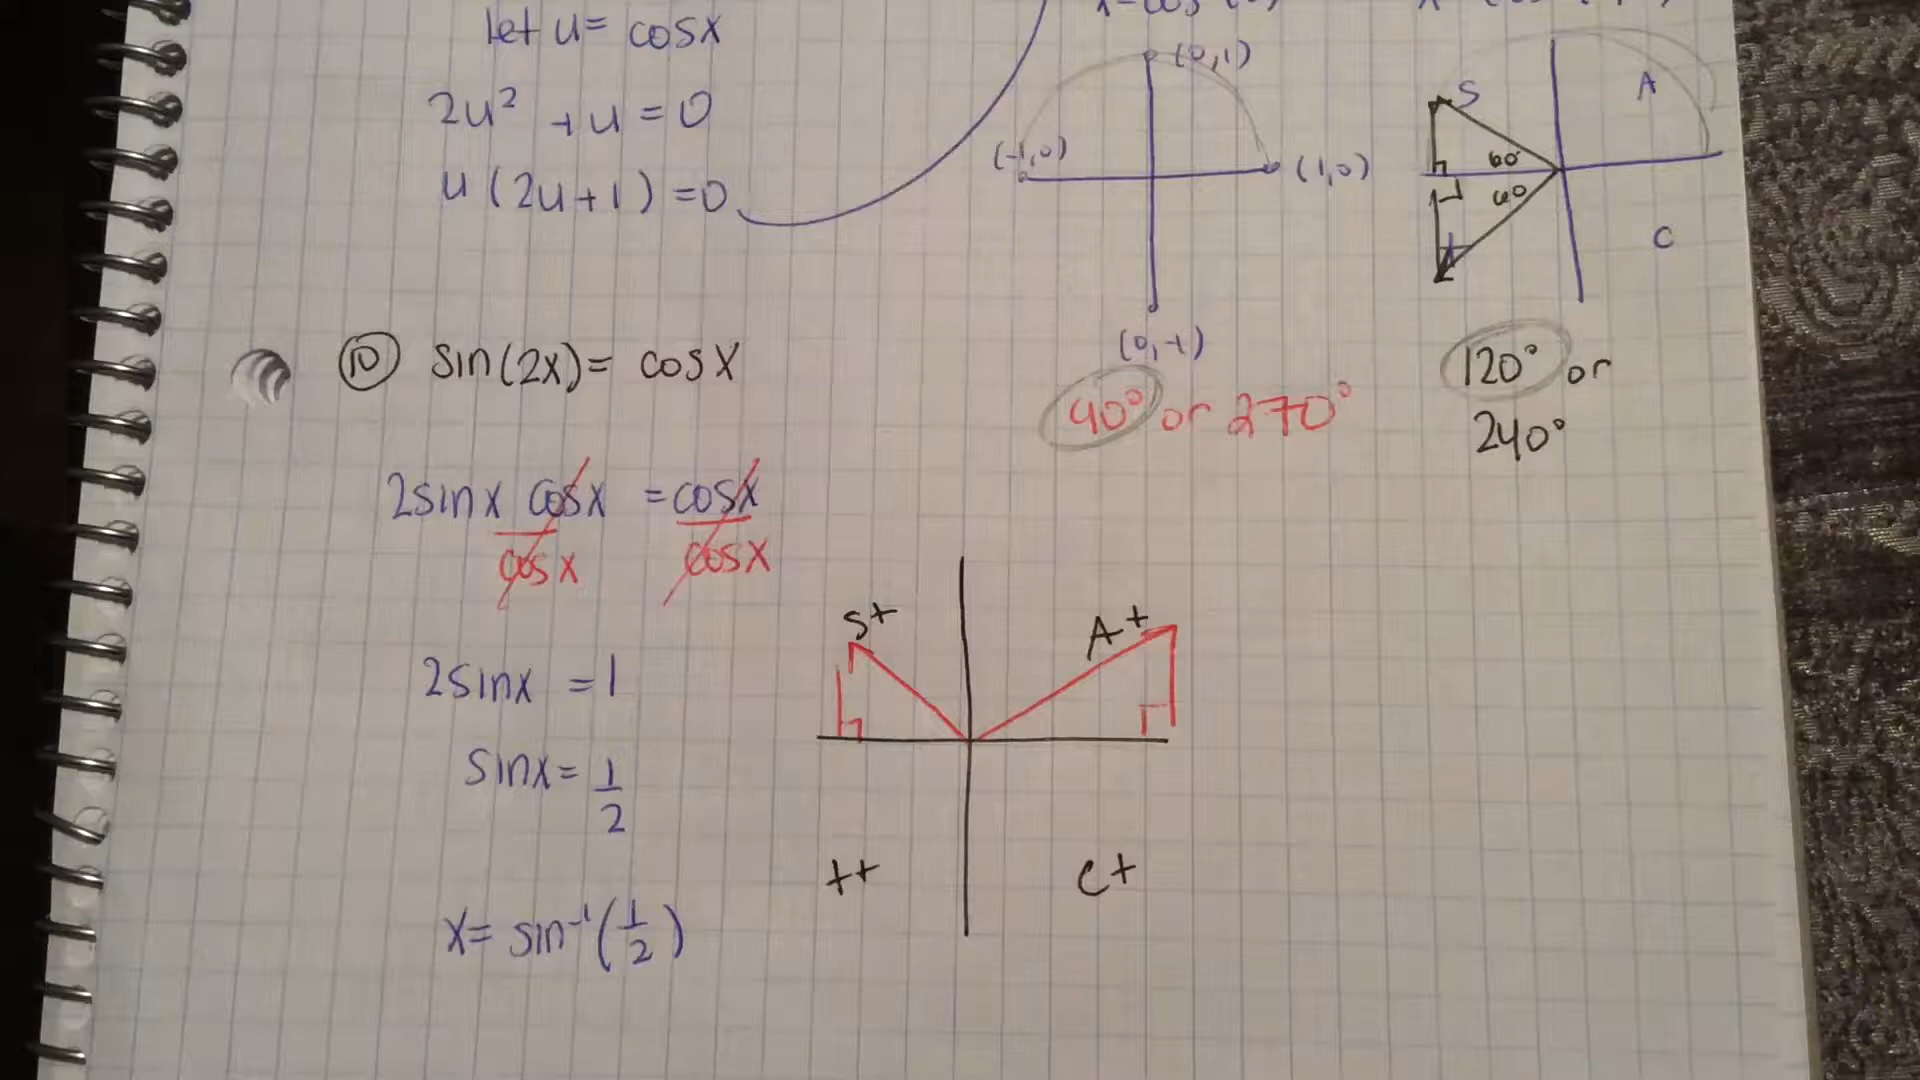 let u = cosx
2u² + u = 0
u (2u+1) = 0
(0,1)
(-1,0)
(1,0)
(0,-1)
40° or 270°
S
A
60°
60°
C
120° or
240°
10 sin(2x) = cosx
2sinx cosx = cosx
cosx cosx
2sinx = 1
sinx = 1/2
x = sin⁻¹(1/2)
S+
A+
++
C+